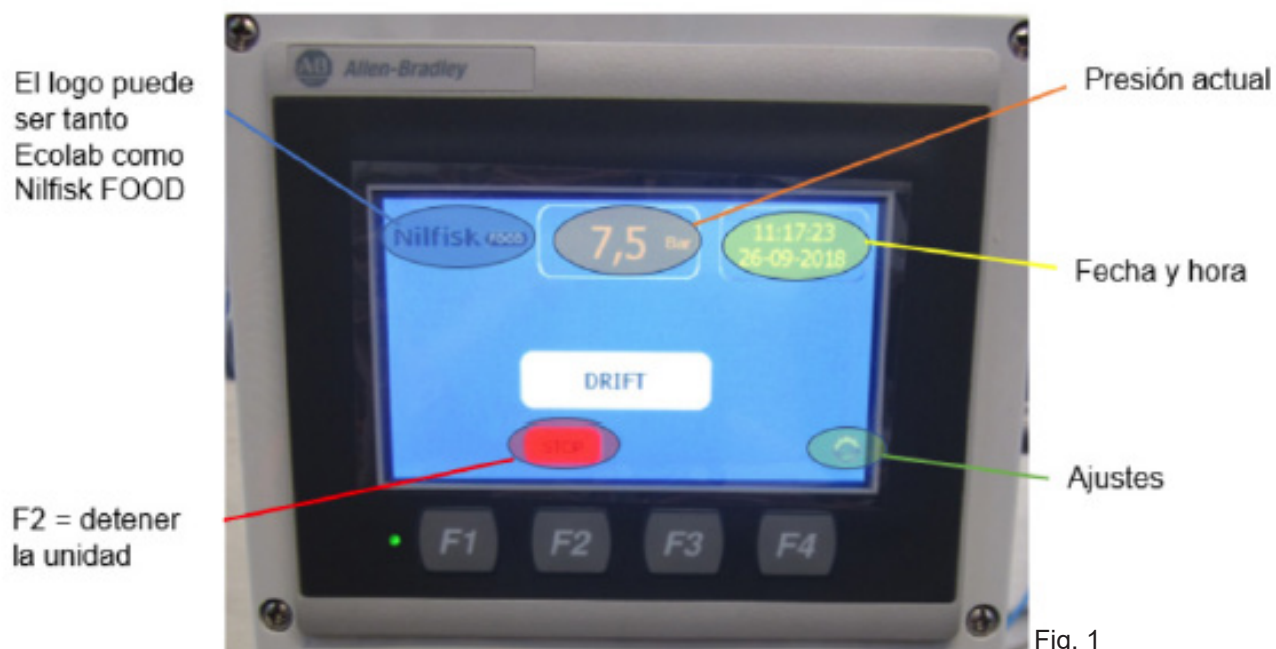 El logo puede
ser tanto
Ecolab como
Nilfisk FOOD
Presión actual
Fecha y hora
Ajustes
F2 = detener
la unidad
AB Allen-Bradley
Nilfisk FOOD
7,5 Bar
11:17:23
26-09-2018
DRIFT
STOP
F1 F2 F3 F4
Fig. 1